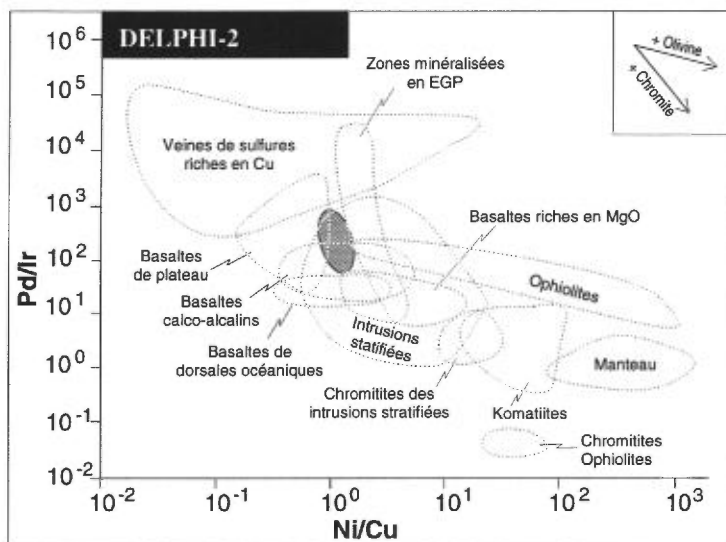 DELPHI-2
+ Olivine
+ Chromite
Zones minéralisées
en EGP
Veines de sulfures
riches en Cu
Basaltes riches en MgO
Basaltes
de plateau
Basaltes
calco-alcalins
Basaltes de
dorsales océaniques
Ophiolites
Intrusions
statifiées
Manteau
Chromitites des
intrusions stratifiées
Komatiites
Chromitites
Ophiolites
Pd/Ir
10^6
10^5
10^4
10^3
10^2
10^1
10^0
10^-1
10^-2
10^-2
10^-1
10^0
10^1
10^2
10^3
Ni/Cu